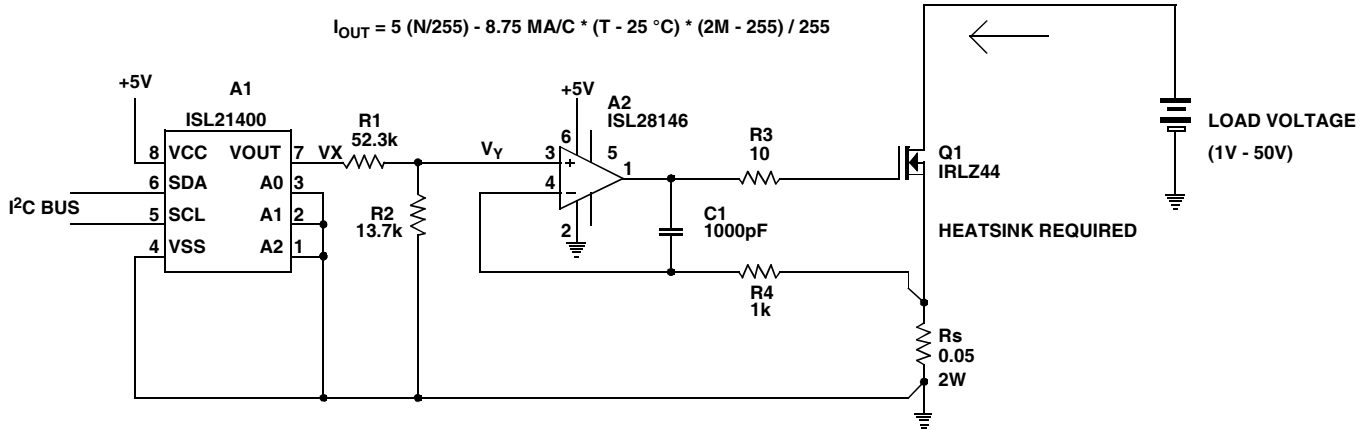 I_OUT = 5 (N/255) - 8.75 MA/C * (T - 25 °C) * (2M - 255) / 255
+5V
A1
ISL21400
8 VCC VOUT 7
6 SDA A0 3
5 SCL A1 2
4 VSS A2 1
I²C BUS
VX
R1
52.3k
R2
13.7k
V_Y
+5V
A2
ISL28146
6
5
3 +
4 –
1
2
C1
1000pF
R3
10
R4
1k
Q1
IRLZ44
HEATSINK REQUIRED
Rs
0.05
2W
LOAD VOLTAGE
(1V - 50V)